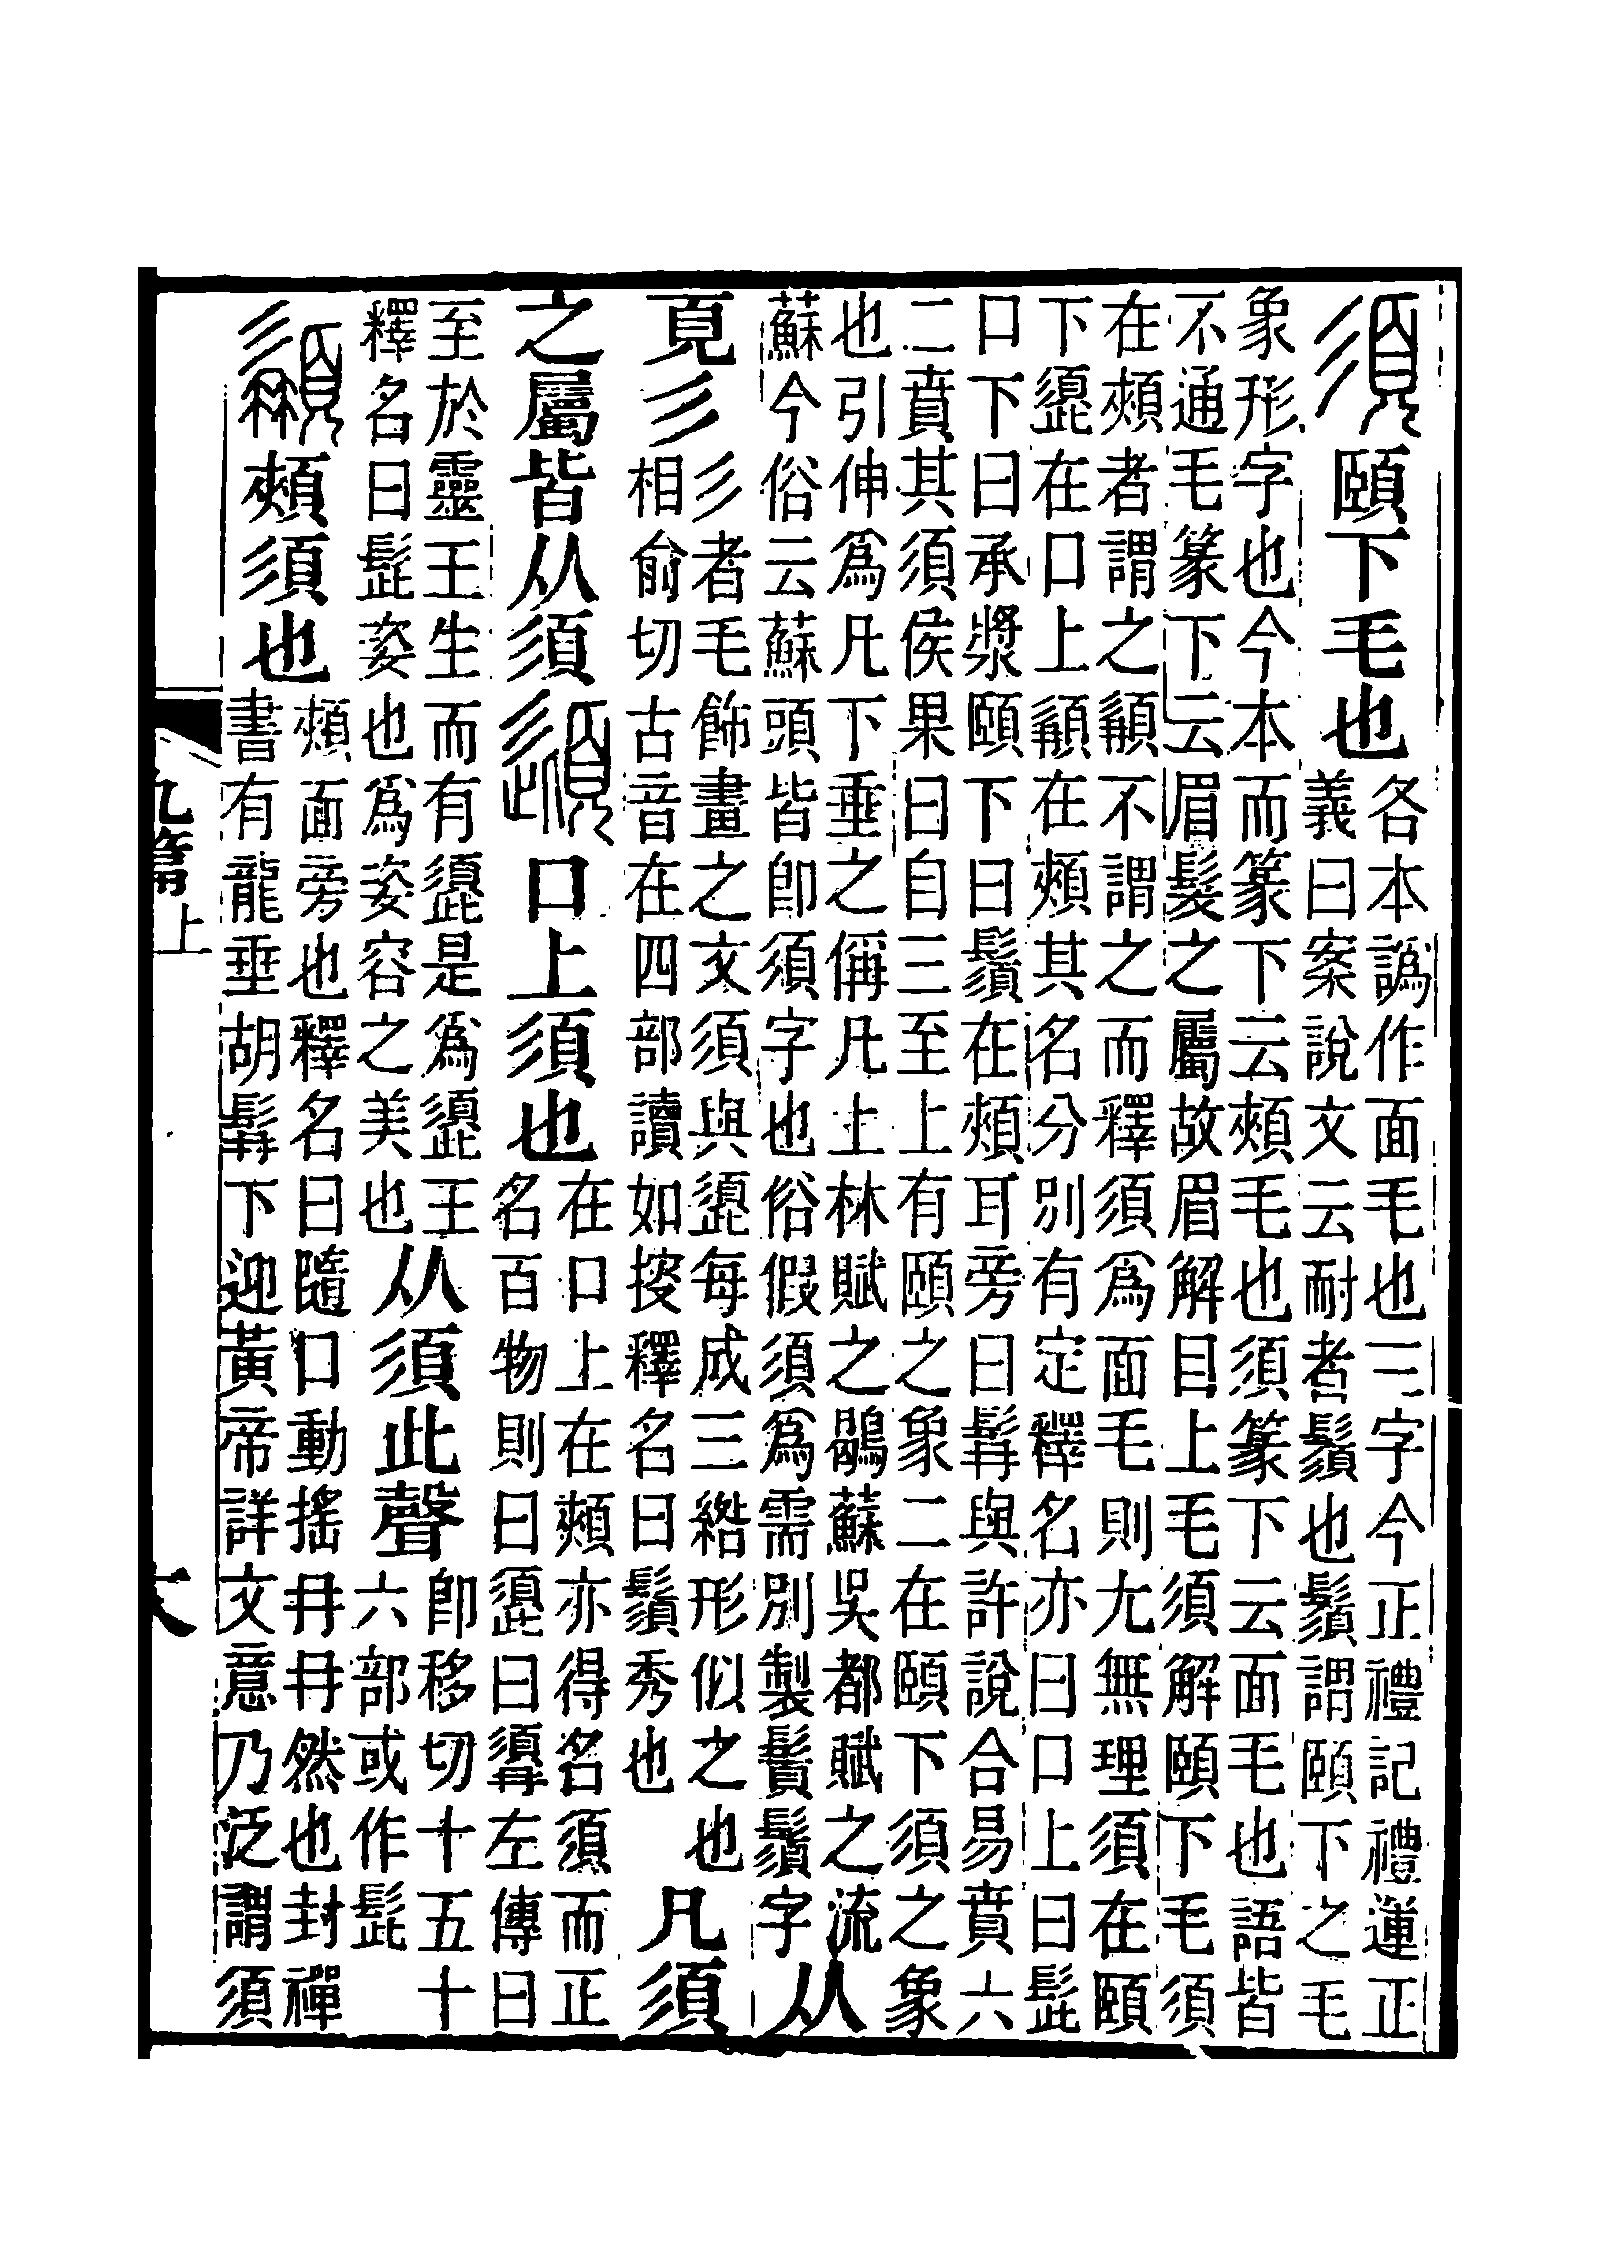 須頤下毛也各本譌作面毛也三字今正禮記禮運正
義曰案說文云耐者鬚也鬚謂頤下之毛
象形字也今本而篆下云頰毛也須篆下云面毛也語皆
不通毛篆下云眉髮之屬故眉解目上毛須解頤下毛須
在頰者謂之䫇不謂之而釋須爲面毛則尤無理須在頤
下頾在口上䫇在頰其名分別有定釋名亦曰口上曰髭
口下曰承漿頤下曰鬚在頰耳旁曰髯與許說合易賁六
二賁其須侯果曰自三至上有頤之象二在頤下須之象
也引伸爲凡下垂之偁凡上林賦之鶡蘇吳都賦之流
蘇今俗云蘇頭皆卽須字也俗假須爲需別製鬢鬚字从
頁彡彡者毛飾畫之文須與頾每成三綹形似之也
相俞切古音在四部讀如按釋名曰鬚秀也凡須
之屬皆从須頾口上須也在口上在頰亦得名須而正
名百物則曰頾曰䫇左傳曰
至於靈王王生而有頾是爲頾王
釋名曰髭姿也爲姿容之美也从須此聲卽移切十五十
六部或作髭
䫇頰須也頰面旁也釋名曰隨口動搖冄冄然也封禪
書有龍垂胡髯下迎黃帝詳文意乃泛謂須
九篇上